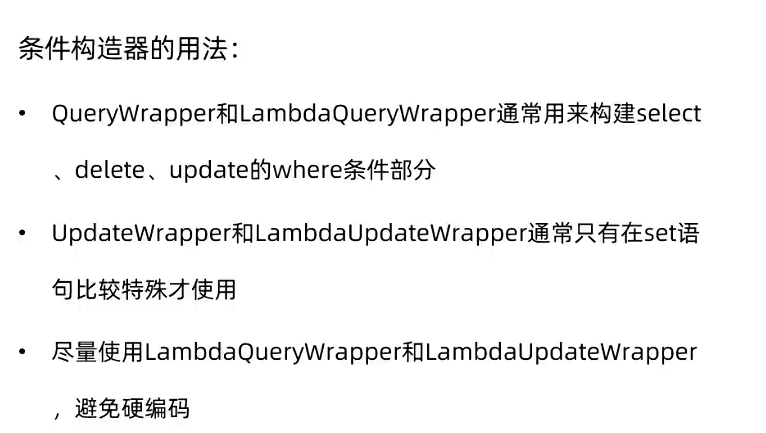 条件构造器的用法：
• QueryWrapper和LambdaQueryWrapper通常用来构建select
、delete、update的where条件部分
• UpdateWrapper和LambdaUpdateWrapper通常只有在set语
句比较特殊才使用
• 尽量使用LambdaQueryWrapper和LambdaUpdateWrapper
，避免硬编码